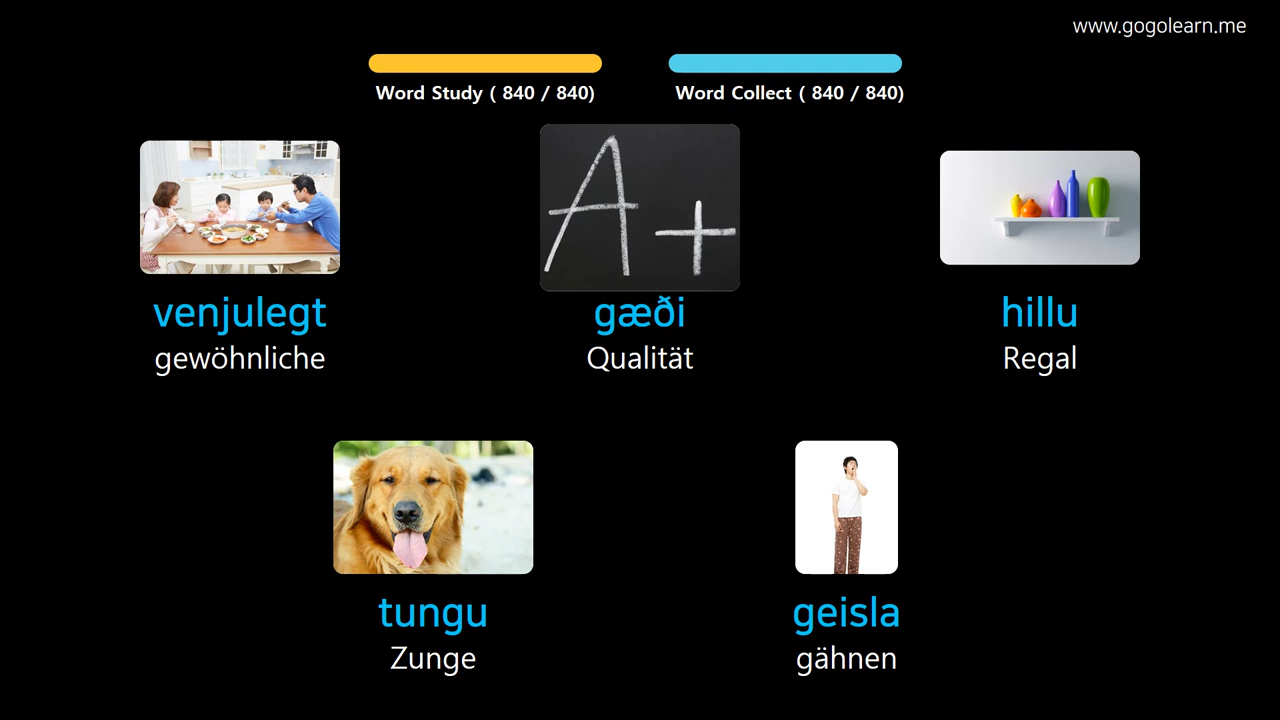 www.gogolearn.me
Word Study ( 840 / 840)
Word Collect ( 840 / 840)
A+
venjulegt
gewöhnliche
gæði
Qualität
hillu
Regal
tungu
Zunge
geisla
gähnen